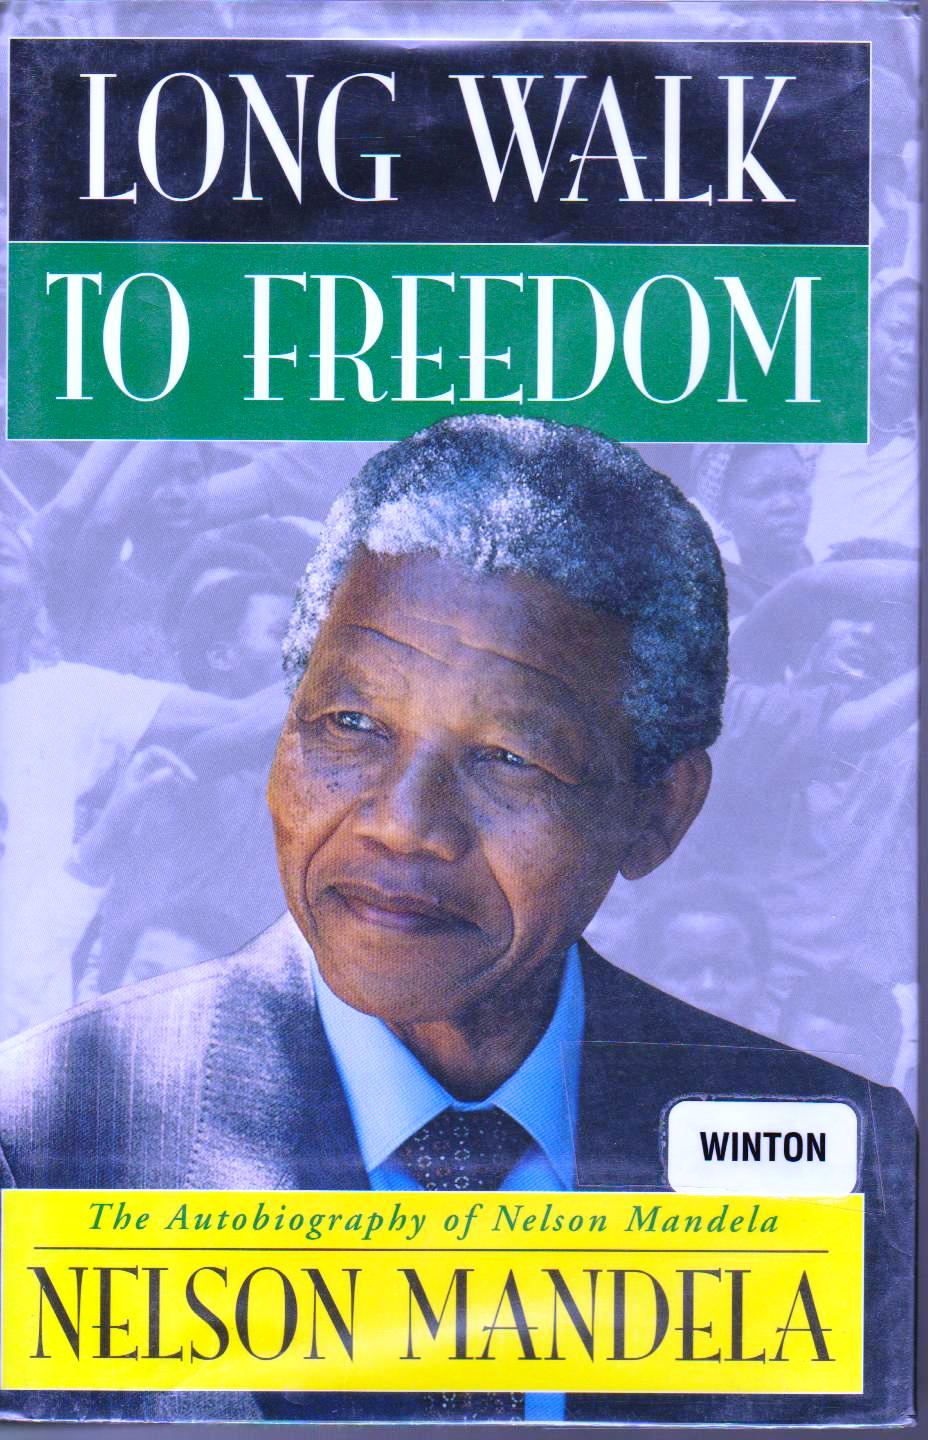 LONG WALK
TO FREEDOM
WINTON
The Autobiography of Nelson Mandela
NELSON MANDELA